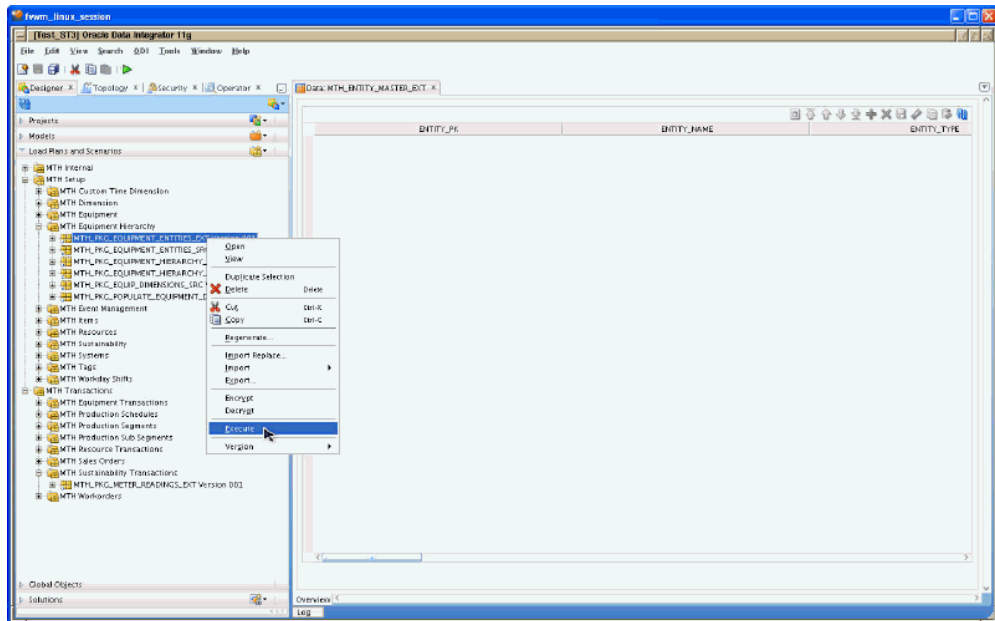 fvwm_linux_session
[Test_ST3] Oracle Data Integrator 11g
File Edit View Search ODI Tools Window Help
Designer Topology Security Operator
Data: MTH_ENTITY_MASTER_EXT
ENTITY_PK ENTITY_NAME ENTITY_TYPE
Projects
Models
Load Plans and Scenarios
MTH Internal
MTH Setup
MTH Custom Time Dimension
MTH Dimension
MTH Equipment
MTH Equipment Hierarchy
MTH_PKG_EQUIPMENT_ENTITIES_EXT Version 001
MTH_PKG_EQUIPMENT_ENTITIES_SR
MTH_PKG_EQUIPMENT_HIERARCHY_
MTH_PKG_EQUIPMENT_HIERARCHY_
MTH_PKG_EQUIP_DIMENSIONS_SRC
MTH_PKG_POPULATE_EQUIPMENT_D
MTH Event Management
MTH Items
MTH Resources
MTH Sustainability
MTH Systems
MTH Tags
MTH Workday Shifts
MTH Transactions
MTH Equipment Transactions
MTH Production Schedules
MTH Production Segments
MTH Production Sub Segments
MTH Resource Transactions
MTH Sales Orders
MTH Sustainability Transactions
MTH_PKG_METER_READINGS_EXT Version 001
MTH Workorders
Open
View
Duplicate Selection
Delete Delete
Cut Ctrl-X
Copy Ctrl-C
Regenerate...
Import Replace...
Import
Export...
Encrypt
Decrypt
Execute
Version
Global Objects
Solutions
Overview
Log